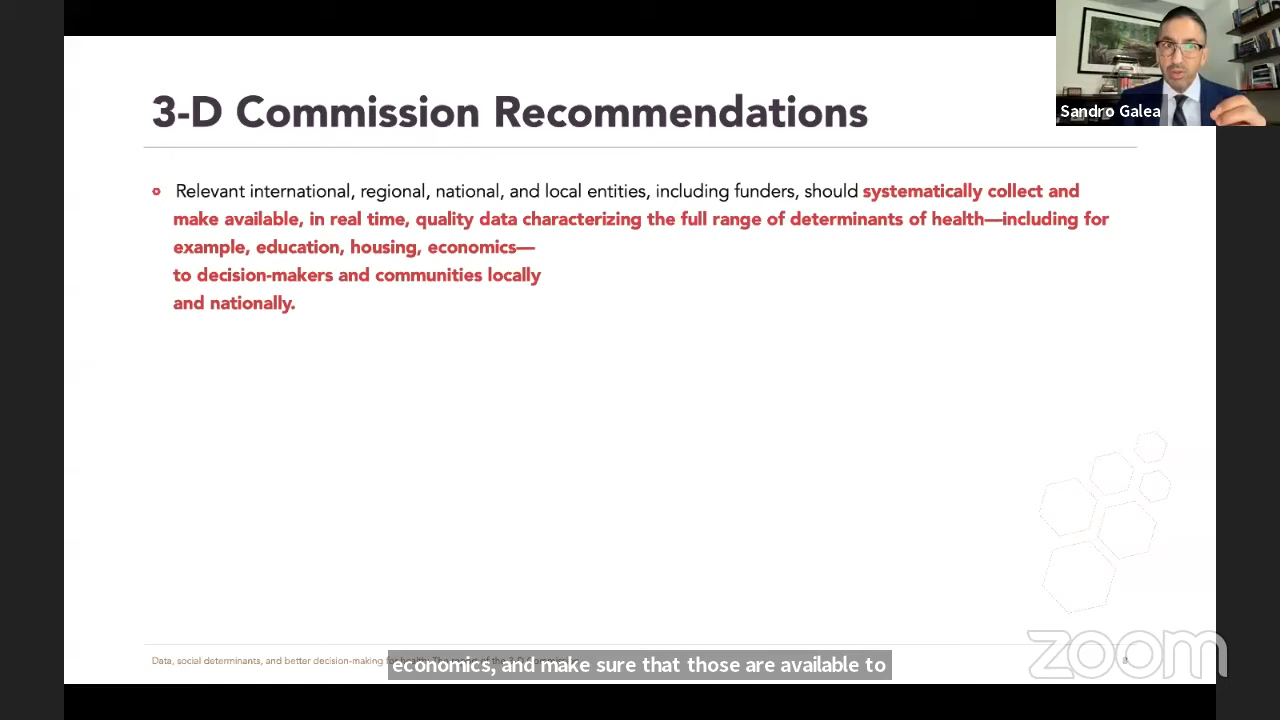 3-D Commission Recommendations
Sandro Galea
Relevant international, regional, national, and local entities, including funders, should systematically collect and
make available, in real time, quality data characterizing the full range of determinants of health—including for
example, education, housing, economics—
to decision-makers and communities locally
and nationally.
Data, social determinants, and better decision-making
economics, and make sure that those are available to
zoom